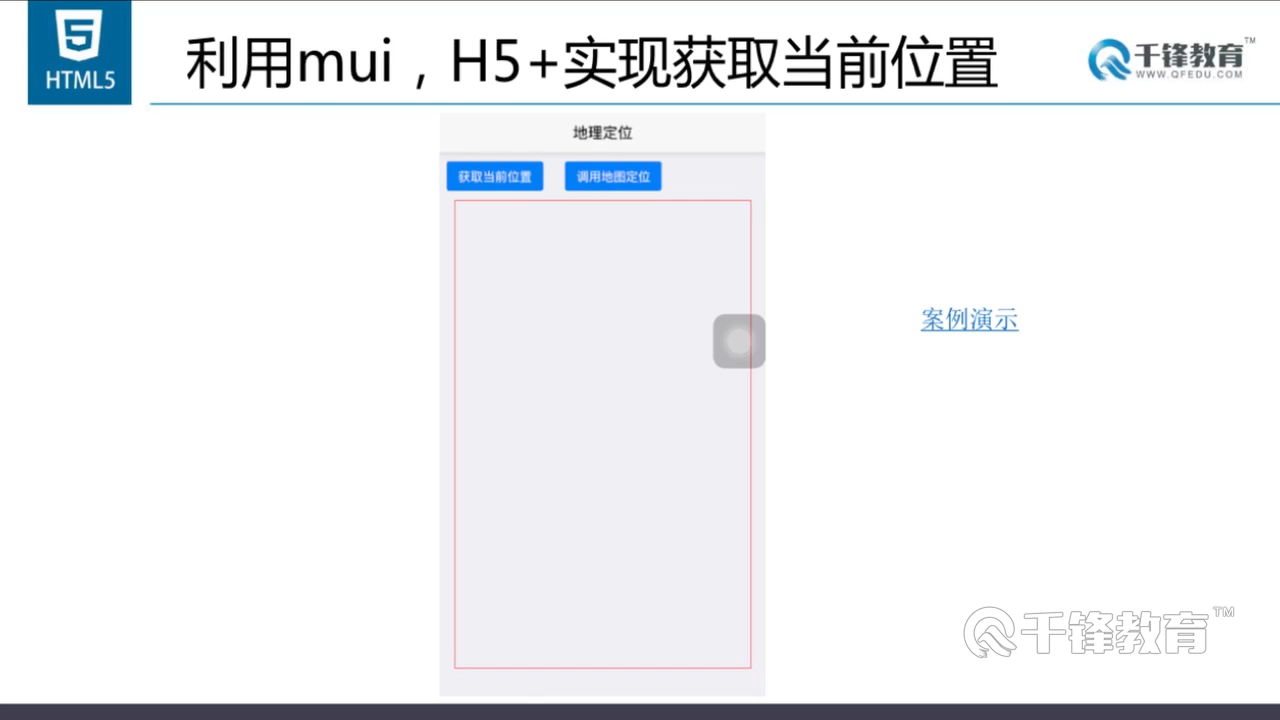 HTML5
利用mui，H5+实现获取当前位置
千锋教育™
WWW.QFEDU.COM
地理定位
获取当前位置
调用地图定位
案例演示
千锋教育™